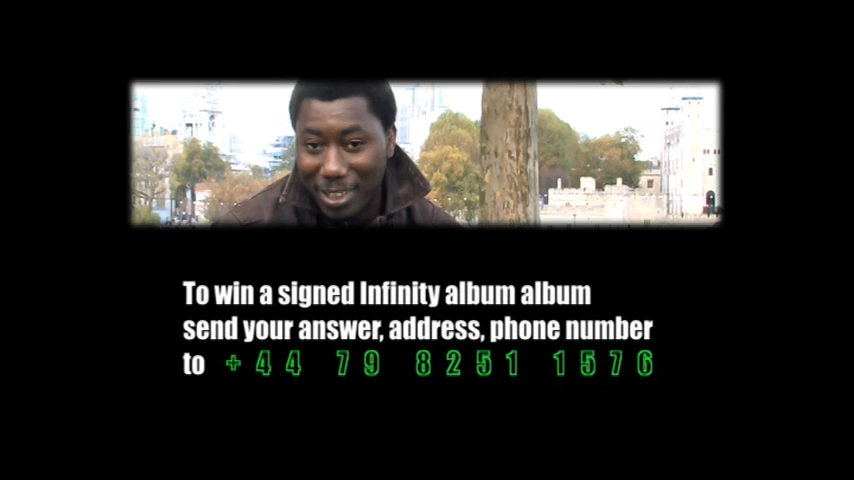 To win a signed Infinity album album
send your answer, address, phone number
to +44 79 8251 1576